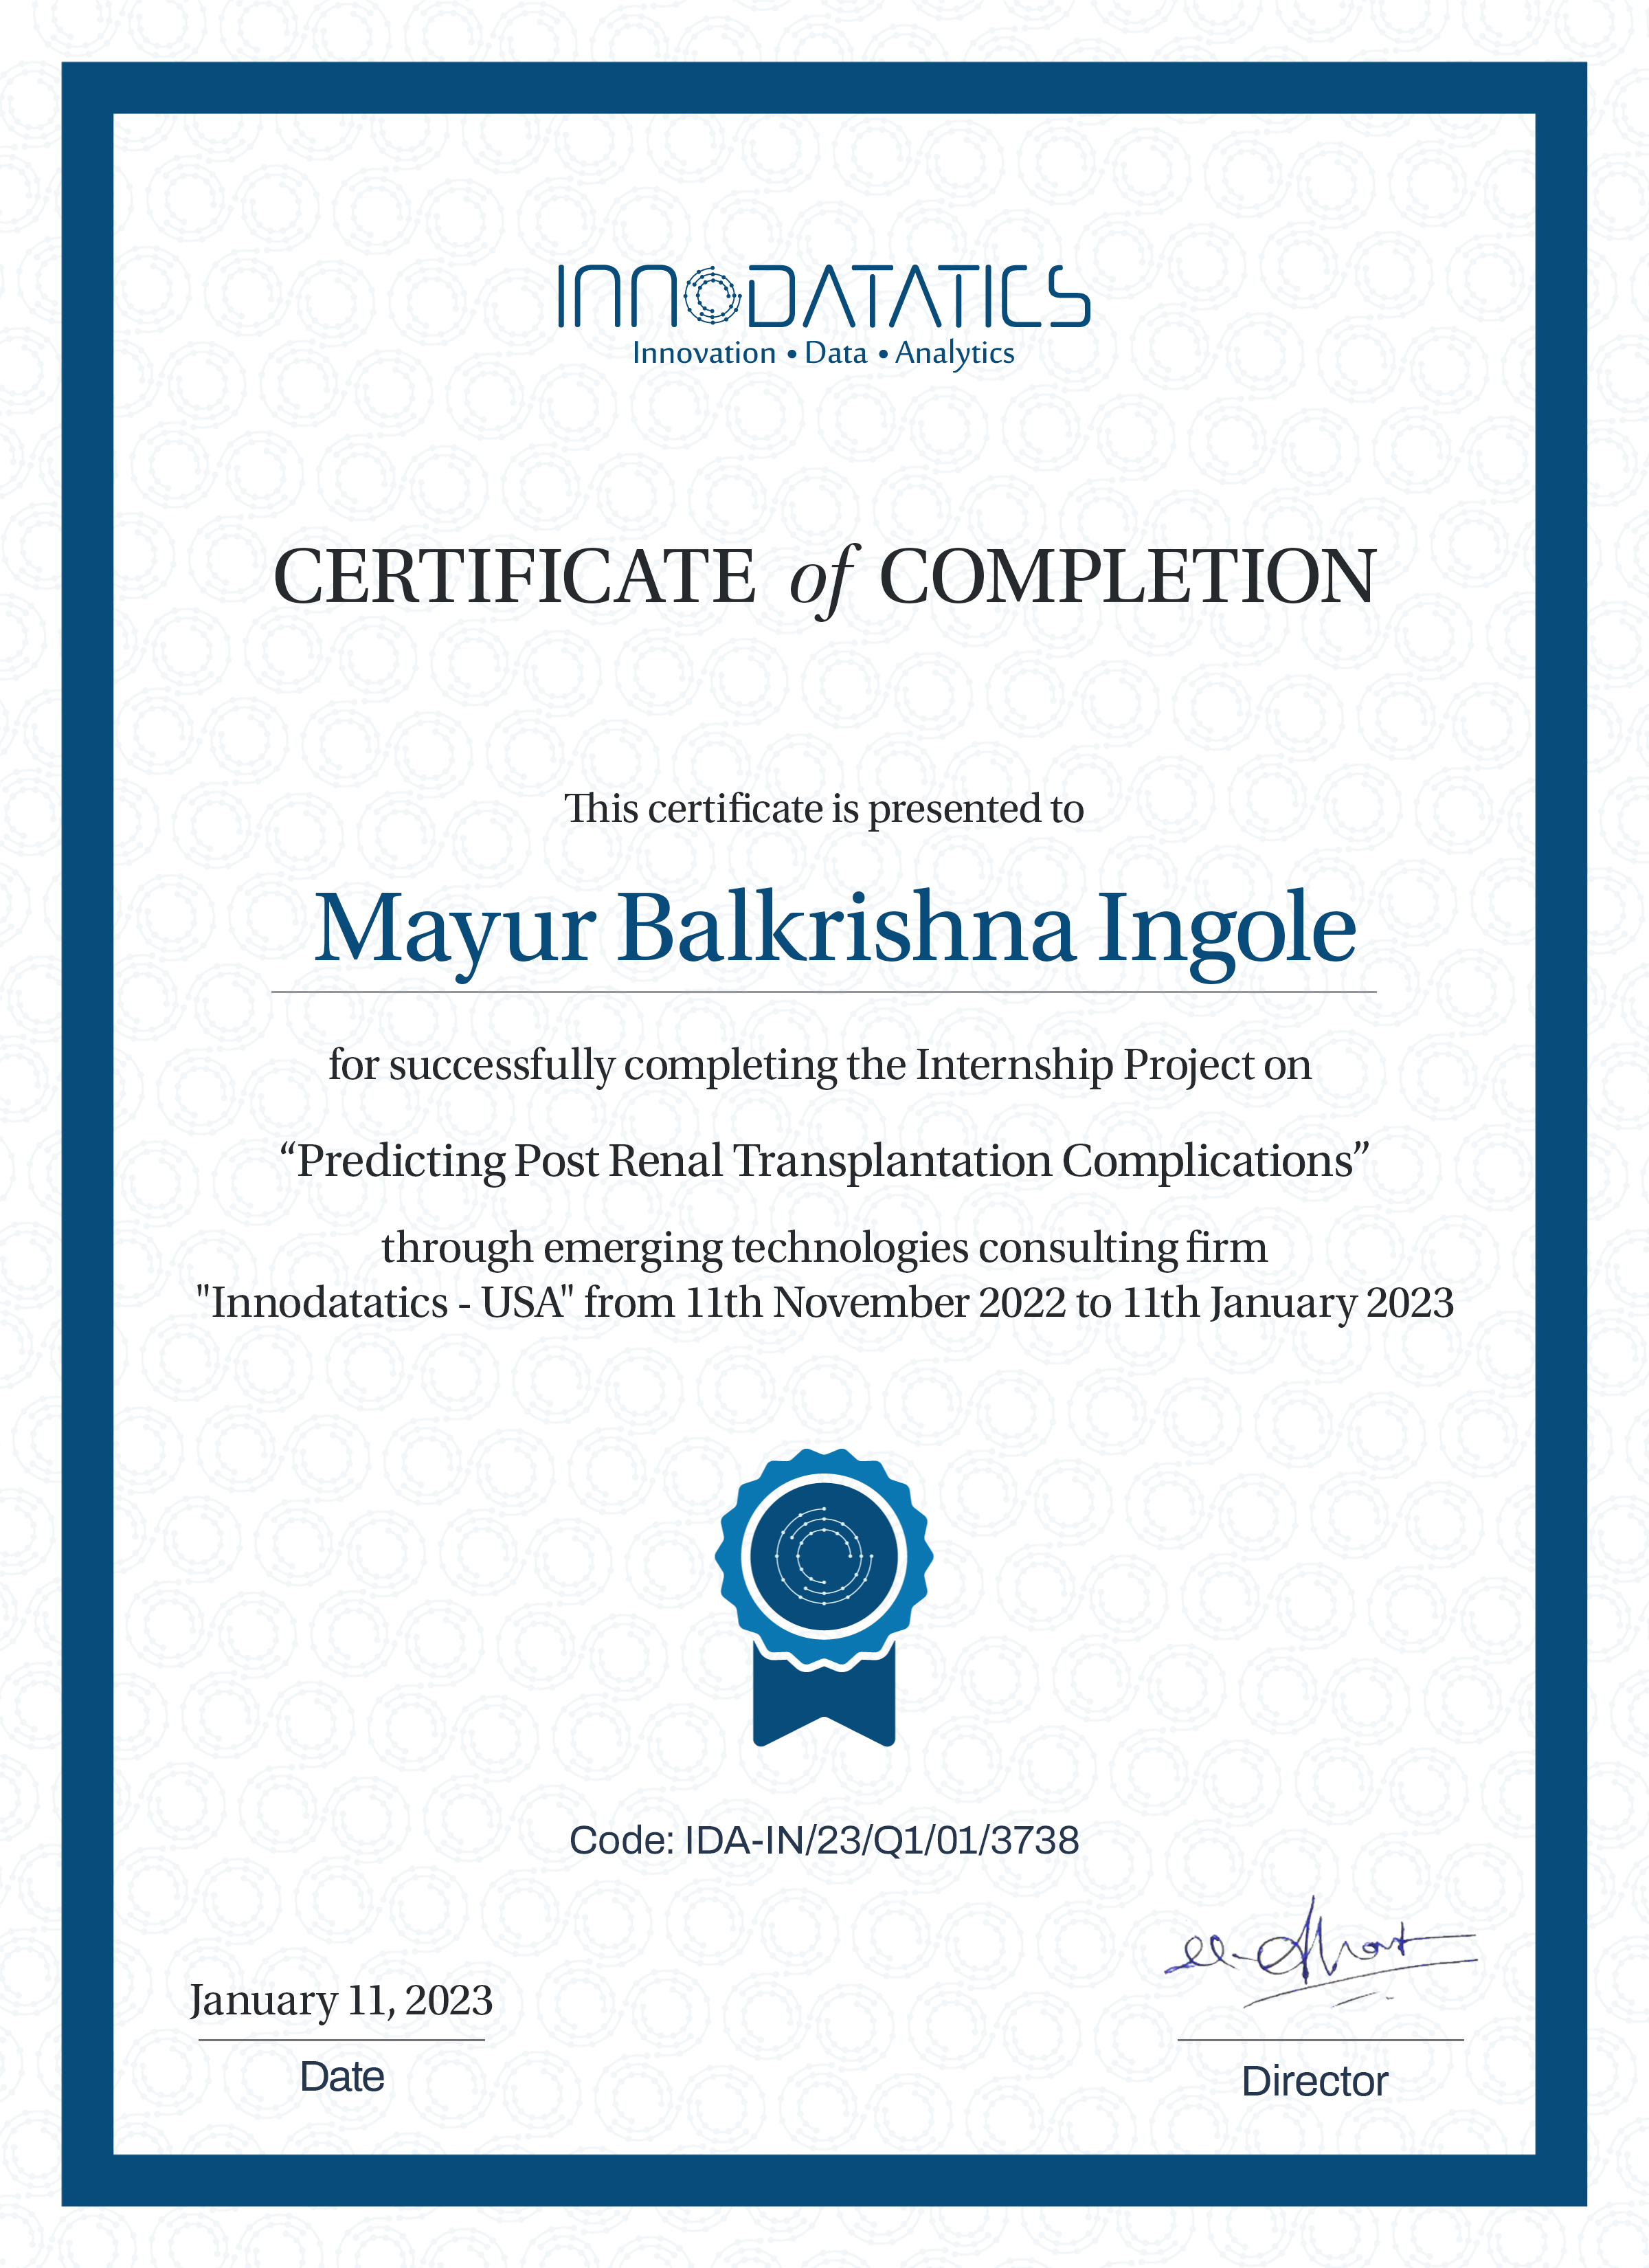 INNODATATICS
Innovation • Data • Analytics
CERTIFICATE of COMPLETION
This certificate is presented to
Mayur Balkrishna Ingole
for successfully completing the Internship Project on
“Predicting Post Renal Transplantation Complications”
through emerging technologies consulting firm
"Innodatatics - USA" from 11th November 2022 to 11th January 2023
Code: IDA-IN/23/Q1/01/3738
January 11, 2023
Date
Director